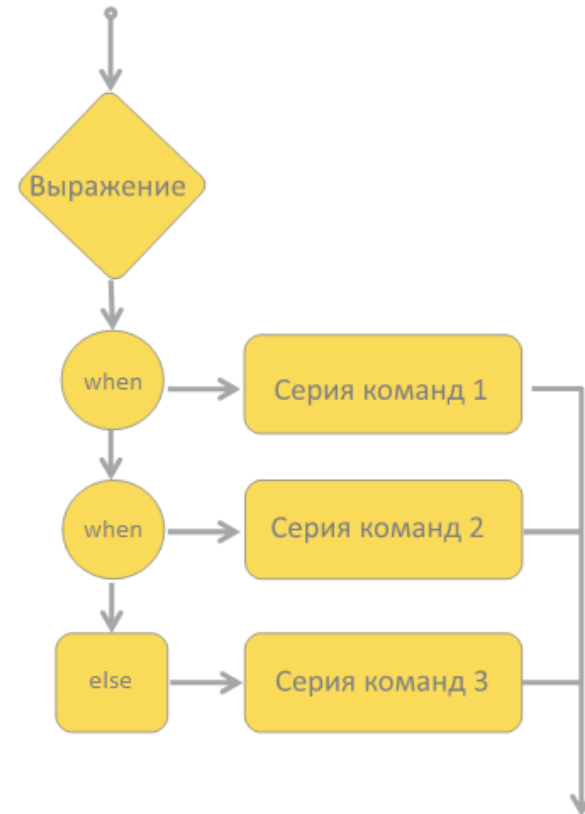 Выражение
when
Серия команд 1
when
Серия команд 2
else
Серия команд 3